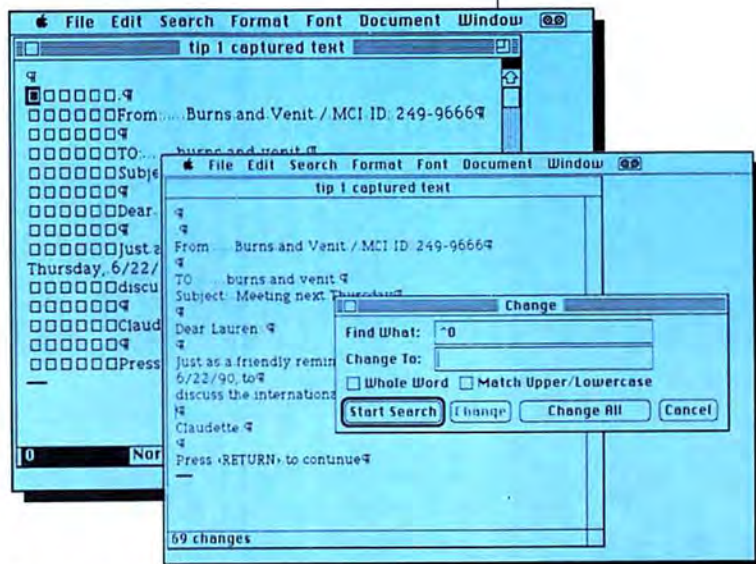 File Edit Search Format Font Document Window
tip 1 captured text
¶
□□□□□□.¶
□□□□□□From:.....Burns.and.Venit./.MCI.ID:.249-9666¶
□□□□□□¶
□□□□□□TO:.....burns.and.venit.¶
□□□□□□Subje
□□□□□□¶
□□□□□□Dear.
□□□□□□¶
□□□□□□Just.a
Thursday,.6/22/
□□□□□□discu
□□□□□□¶
□□□□□□Claud
□□□□□□¶
□□□□□□Press
0 Nor
File Edit Search Format Font Document Window
tip 1 captured text
¶
¶
From.....Burns and Venit / MCI ID: 249-9666¶
¶
TO.......burns and venit ¶
Subject: Meeting next Thursday¶
¶
Dear Lauren ¶
¶
Just as a friendly remin
6/22/90, to¶
discuss the internationa
¶
Claudette ¶
¶
Press <RETURN> to continue¶
69 changes
Change
Find What: ^0
Change To:
Whole Word Match Upper/Lowercase
Start Search Change Change All Cancel